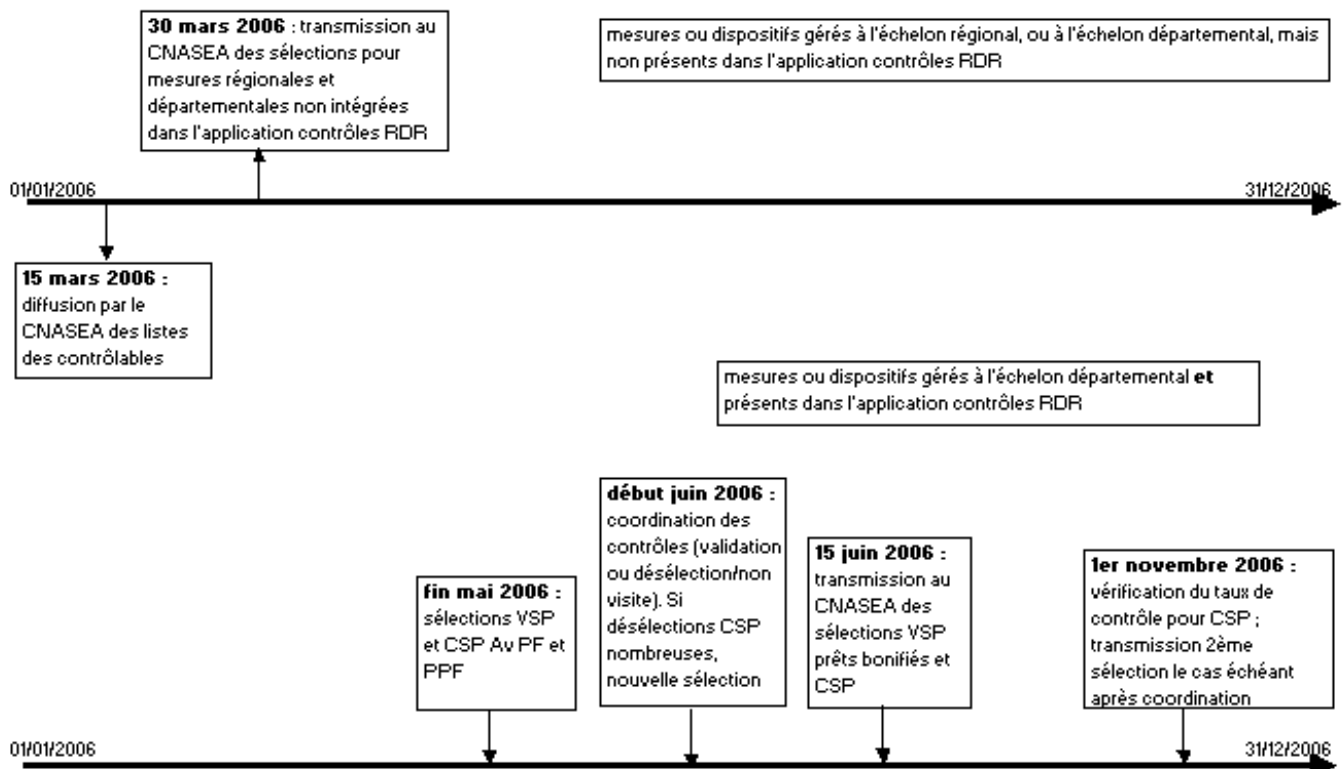 30 mars 2006 : transmission au
CNASEA des sélections pour
mesures régionales et
départementales non intégrées
dans l'application contrôles RDR
mesures ou dispositifs gérés à l'échelon régional, ou à l'échelon départemental, mais
non présents dans l'application contrôles RDR
01/01/2006
31/12/2006
15 mars 2006 :
diffusion par le
CNASEA des listes
des contrôlables
mesures ou dispositifs gérés à l'échelon départemental et
présents dans l'application contrôles RDR
fin mai 2006 :
sélections VSP
et CSP Av PF et
PPF
début juin 2006 :
coordination des
contrôles (validation
ou désélection/non
visite). Si
désélections CSP
nombreuses,
nouvelle sélection
15 juin 2006 :
transmission au
CNASEA des
sélections VSP
prêts bonifiés et
CSP
1er novembre 2006 :
vérification du taux de
contrôle pour CSP ;
transmission 2ème
sélection le cas échéant
après coordination
01/01/2006
31/12/2006